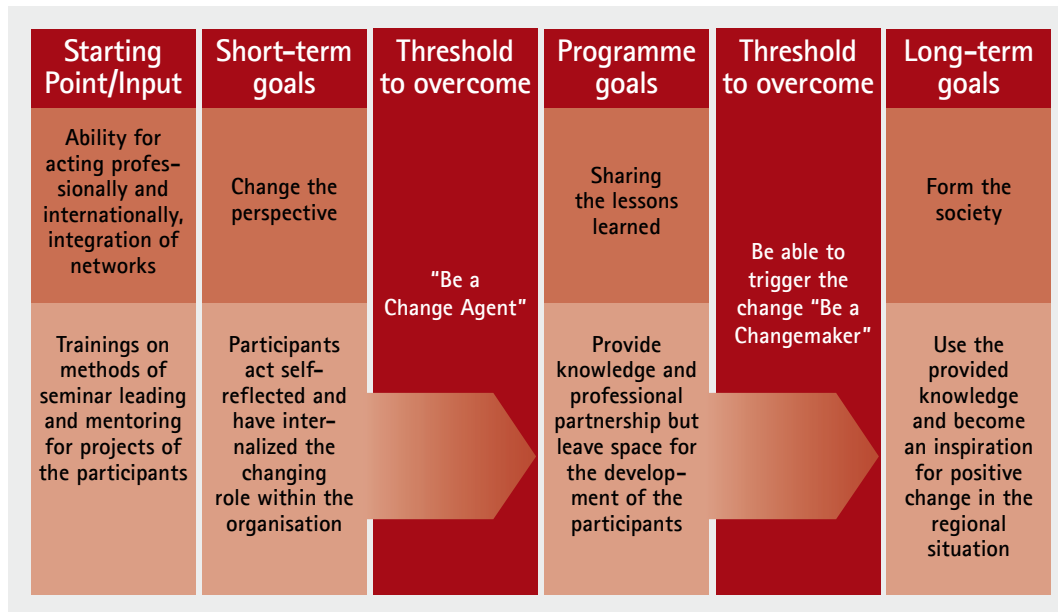 Starting
Point/Input
Short-term
goals
Threshold
to overcome
Programme
goals
Threshold
to overcome
Long-term
goals
Ability for
acting profes-
sionally and
internationally,
integration of
networks
Change the
perspective
"Be a
Change Agent"
Sharing
the lessons
learned
Be able to
trigger the
change "Be a
Changemaker"
Form the
society
Trainings on
methods of
seminar leading
and mentoring
for projects of
the participants
Participants
act self-
reflected and
have inter-
nalized the
changing
role within the
organisation
Provide
knowledge and
professional
partnership but
leave space for
the develop-
ment of the
participants
Use the
provided
knowledge
and become
an inspiration
for positive
change in the
regional
situation